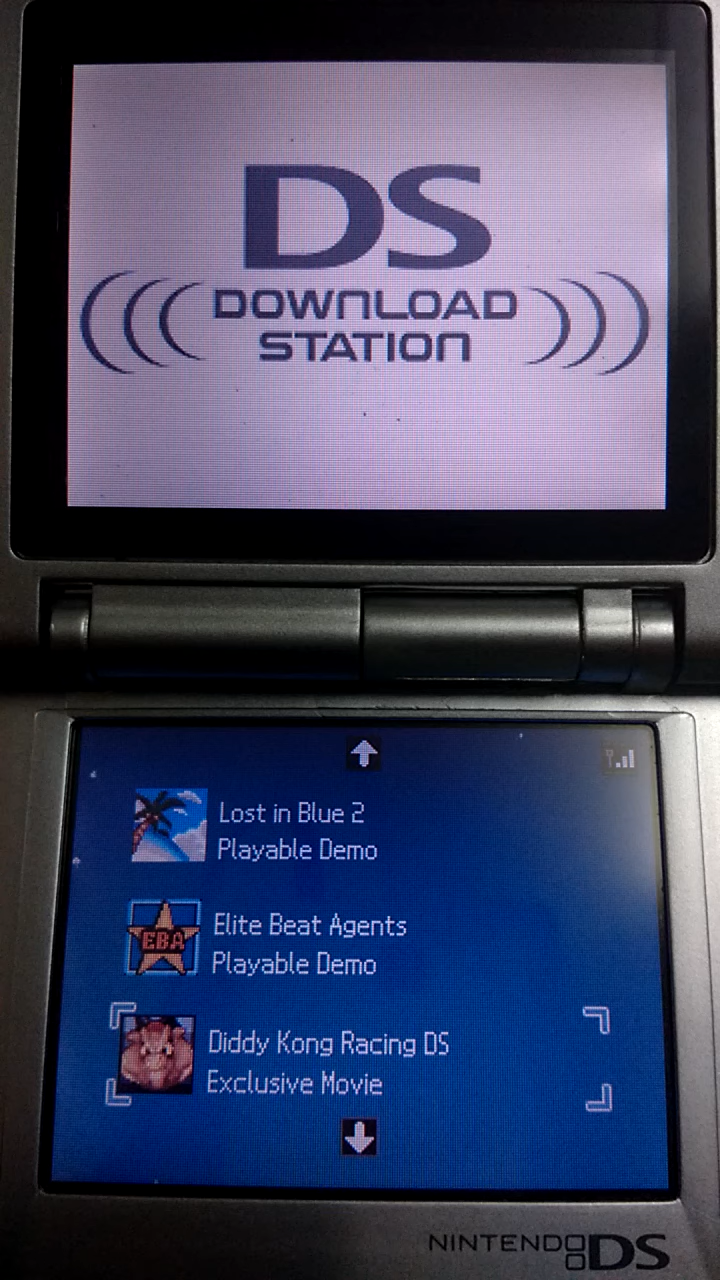 DS
DOWNLOAD
STATION
Lost in Blue 2
Playable Demo
EBA
Elite Beat Agents
Playable Demo
Diddy Kong Racing DS
Exclusive Movie
NINTENDO DS